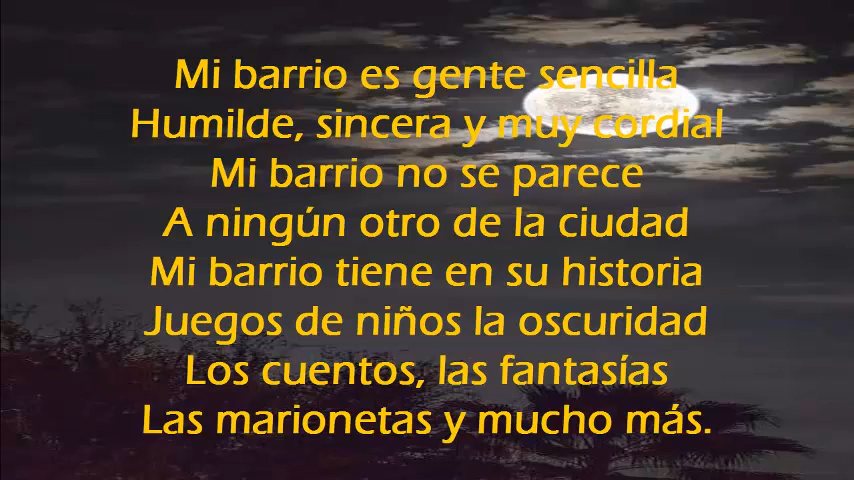 Mi barrio es gente sencilla
Humilde, sincera y muy cordial
Mi barrio no se parece
A ningún otro de la ciudad
Mi barrio tiene en su historia
Juegos de niños la oscuridad
Los cuentos, las fantasías
Las marionetas y mucho más.